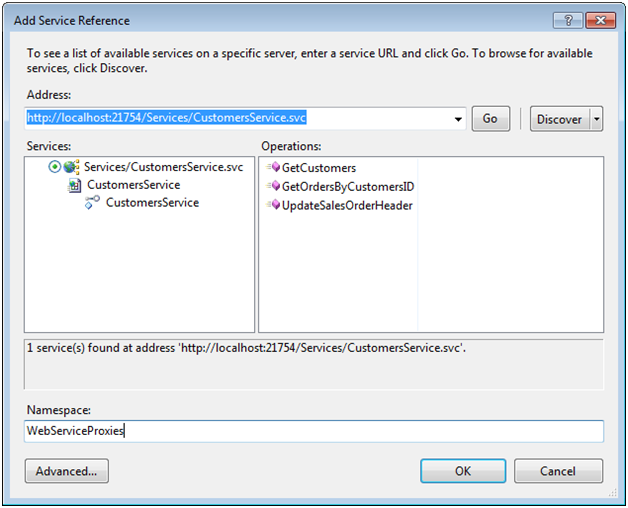 Add Service Reference
To see a list of available services on a specific server, enter a service URL and click Go. To browse for available
services, click Discover.
Address:
http://localhost:21754/Services/CustomersService.svc
Go
Discover
Services:
Operations:
Services/CustomersService.svc
CustomersService
CustomersService
GetCustomers
GetOrdersByCustomersID
UpdateSalesOrderHeader
1 service(s) found at address 'http://localhost:21754/Services/CustomersService.svc'.
Namespace:
WebServiceProxies
Advanced...
OK
Cancel